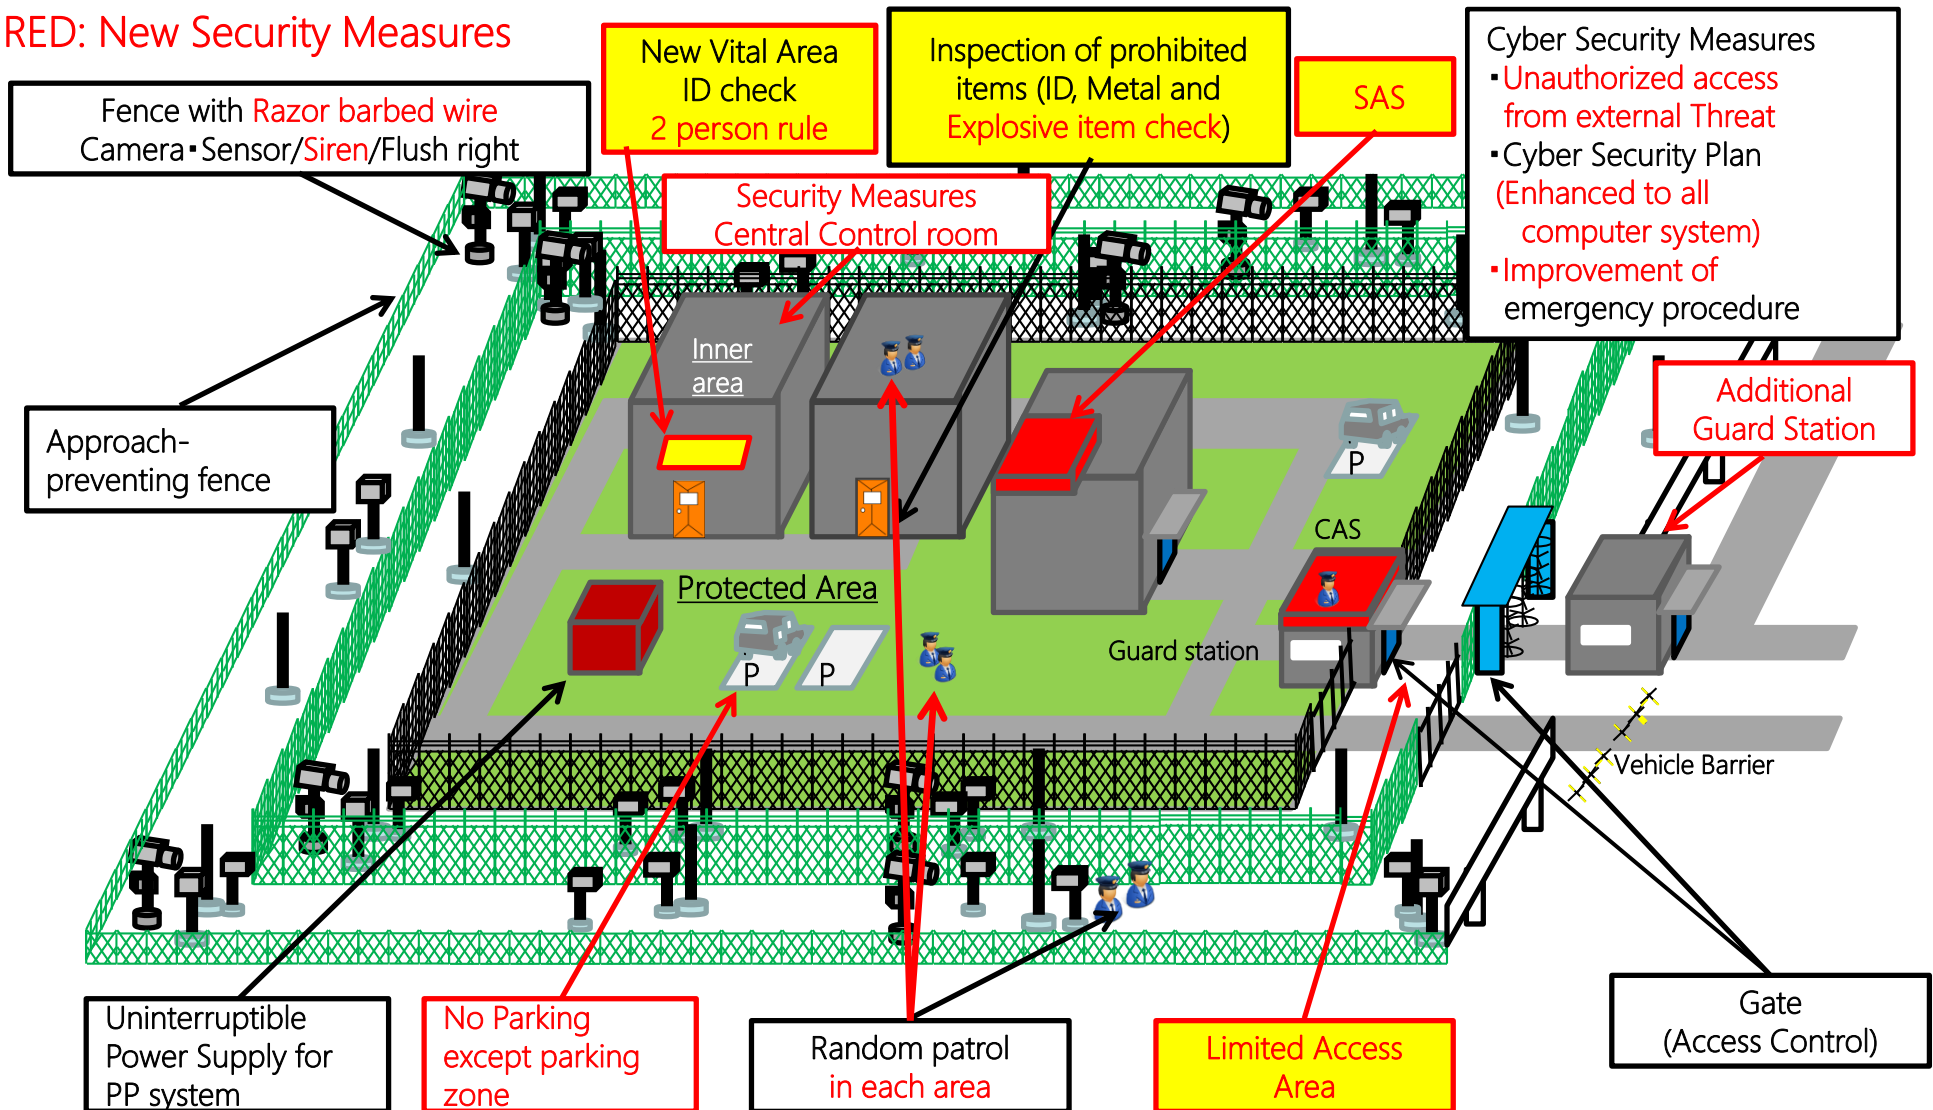 RED: New Security Measures
Fence with Razor barbed wire
Camera・Sensor/Siren/Flush right
New Vital Area
ID check
2 person rule
Inspection of prohibited
items (ID, Metal and
Explosive item check)
SAS
Cyber Security Measures
・Unauthorized access
from external Threat
・Cyber Security Plan
(Enhanced to all
computer system)
・Improvement of
emergency procedure
Security Measures
Central Control room
Inner
area
Additional
Guard Station
Approach-
preventing fence
P
CAS
Protected Area
Guard station
P
P
Vehicle Barrier
Uninterruptible
Power Supply for
PP system
No Parking
except parking
zone
Random patrol
in each area
Limited Access
Area
Gate
(Access Control)